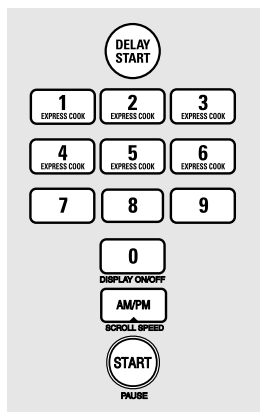 DELAY
START
1 2 3
EXPRESS COOK EXPRESS COOK EXPRESS COOK
4 5 6
EXPRESS COOK EXPRESS COOK EXPRESS COOK
7 8 9
0
DISPLAY ON/OFF
AM/PM
SCROLL SPEED
START
PAUSE